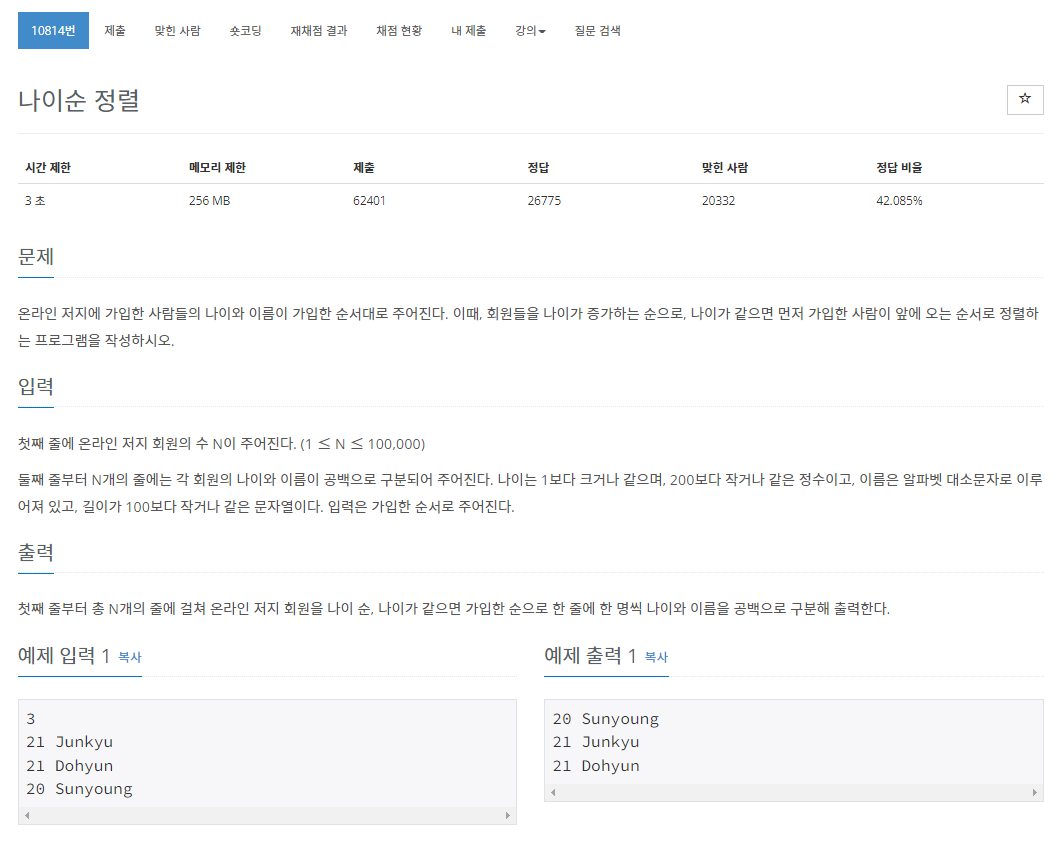 10814번 제출 맞힌 사람 숏코딩 재채점 결과 채점 현황 내 제출 강의 질문 검색
나이순 정렬
시간 제한 메모리 제한 제출 정답 맞힌 사람 정답 비율
3 초 256 MB 62401 26775 20332 42.085%
문제
온라인 저지에 가입한 사람들의 나이와 이름이 가입한 순서대로 주어진다. 이때, 회원들을 나이가 증가하는 순으로, 나이가 같으면 먼저 가입한 사람이 앞에 오는 순서로 정렬하
는 프로그램을 작성하시오.
입력
첫째 줄에 온라인 저지 회원의 수 N이 주어진다. (1 ≤ N ≤ 100,000)
둘째 줄부터 N개의 줄에는 각 회원의 나이와 이름이 공백으로 구분되어 주어진다. 나이는 1보다 크거나 같으며, 200보다 작거나 같은 정수이고, 이름은 알파벳 대소문자로 이루
어져 있고, 길이가 100보다 작거나 같은 문자열이다. 입력은 가입한 순서로 주어진다.
출력
첫째 줄부터 총 N개의 줄에 걸쳐 온라인 저지 회원을 나이 순, 나이가 같으면 가입한 순으로 한 줄에 한 명씩 나이와 이름을 공백으로 구분해 출력한다.
예제 입력 1 복사
3
21 Junkyu
21 Dohyun
20 Sunyoung
예제 출력 1 복사
20 Sunyoung
21 Junkyu
21 Dohyun